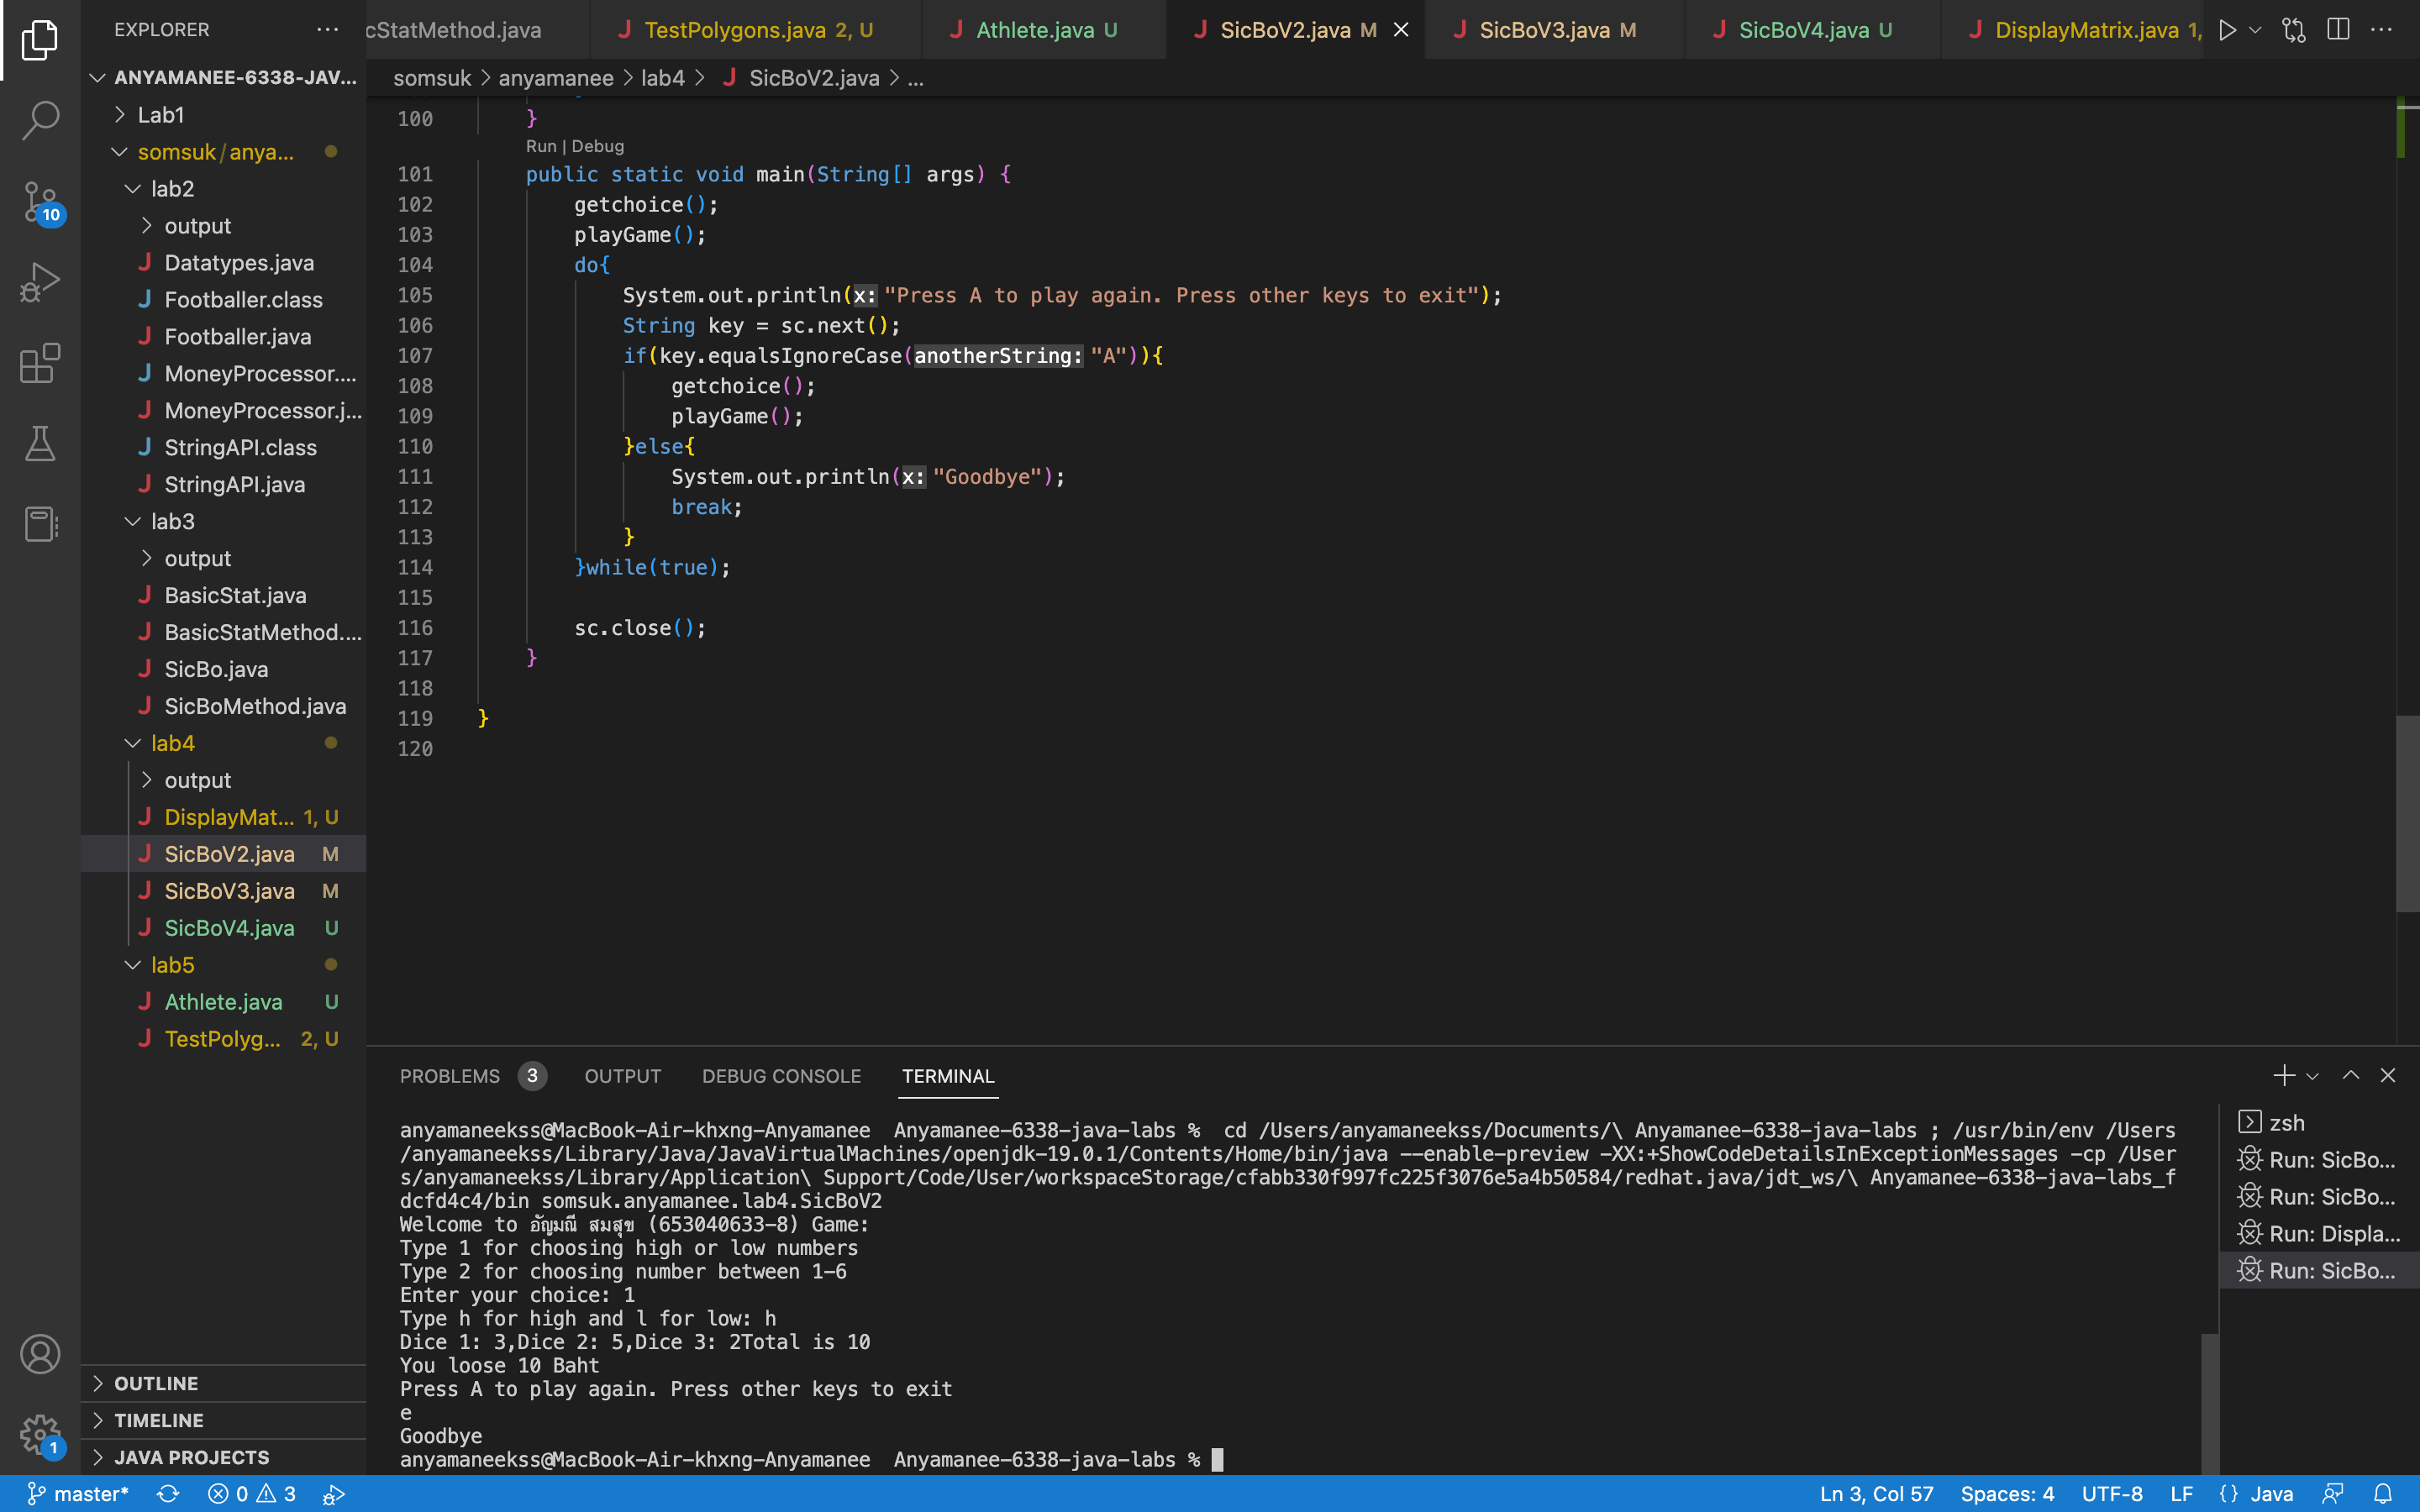 EXPLORER
cStatMethod.java
TestPolygons.java 2, U
Athlete.java U
SicBoV2.java M
SicBoV3.java M
SicBoV4.java U
DisplayMatrix.java 1,
ANYAMANEE-6338-JAV...
somsuk > anyamanee > lab4 > SicBoV2.java > ...
Lab1
somsuk/anya...
lab2
output
Datatypes.java
Footballer.class
Footballer.java
MoneyProcessor....
MoneyProcessor.j...
StringAPI.class
StringAPI.java
lab3
output
BasicStat.java
BasicStatMethod....
SicBo.java
SicBoMethod.java
lab4
output
DisplayMat... 1, U
SicBoV2.java M
SicBoV3.java M
SicBoV4.java U
lab5
Athlete.java U
TestPolyg... 2, U
OUTLINE
TIMELINE
JAVA PROJECTS
10
1
100 }
Run | Debug
101 public static void main(String[] args) {
102 getchoice();
103 playGame();
104 do{
105 System.out.println(x: "Press A to play again. Press other keys to exit");
106 String key = sc.next();
107 if(key.equalsIgnoreCase(anotherString: "A")){
108 getchoice();
109 playGame();
110 }else{
111 System.out.println(x: "Goodbye");
112 break;
113 }
114 }while(true);
115
116 sc.close();
117 }
118
119 }
120
PROBLEMS 3 OUTPUT DEBUG CONSOLE TERMINAL
anyamaneekss@MacBook-Air-khxng-Anyamanee  Anyamanee-6338-java-labs %  cd /Users/anyamaneekss/Documents/\ Anyamanee-6338-java-labs ; /usr/bin/env /Users
/anyamaneekss/Library/Java/JavaVirtualMachines/openjdk-19.0.1/Contents/Home/bin/java --enable-preview -XX:+ShowCodeDetailsInExceptionMessages -cp /User
s/anyamaneekss/Library/Application\ Support/Code/User/workspaceStorage/cfabb330f997fc225f3076e5a4b50584/redhat.java/jdt_ws/\ Anyamanee-6338-java-labs_f
dcfd4c4/bin somsuk.anyamanee.lab4.SicBoV2
Welcome to อัญมณี สมสุข (653040633-8) Game:
Type 1 for choosing high or low numbers
Type 2 for choosing number between 1-6
Enter your choice: 1
Type h for high and l for low: h
Dice 1: 3,Dice 2: 5,Dice 3: 2Total is 10
You loose 10 Baht
Press A to play again. Press other keys to exit
e
Goodbye
anyamaneekss@MacBook-Air-khxng-Anyamanee  Anyamanee-6338-java-labs %
zsh
Run: SicBo...
Run: SicBo...
Run: Displa...
Run: SicBo...
master* 0 3 Ln 3, Col 57 Spaces: 4 UTF-8 LF {} Java